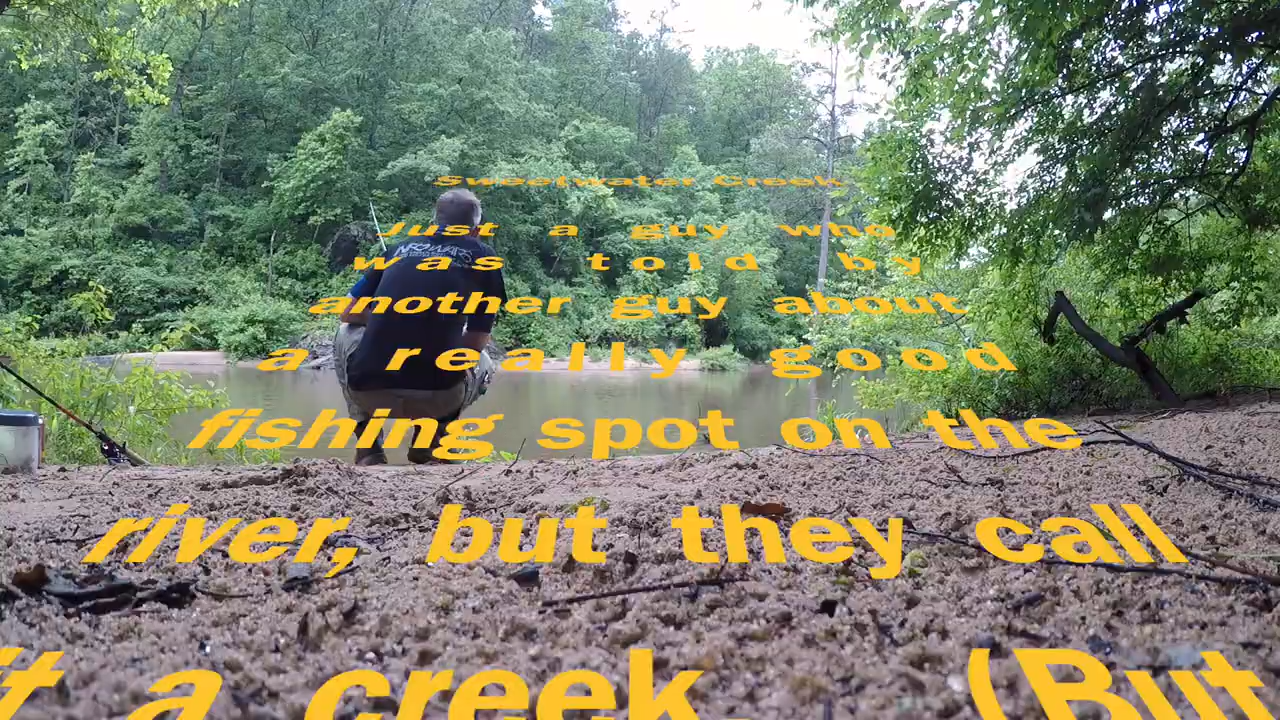 Sweetwater Creek
Just a guy who
was told by
another guy about
a really good
fishing spot on the
river, but they call
it a creek. (But